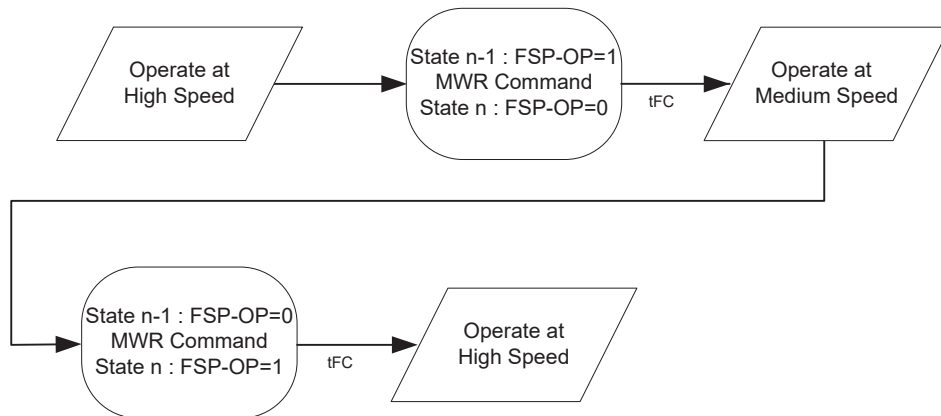 Operate at
High Speed
State n-1 : FSP-OP=1
MWR Command
State n : FSP-OP=0
tFC
Operate at
Medium Speed
State n-1 : FSP-OP=0
MWR Command
State n : FSP-OP=1
tFC
Operate at
High Speed